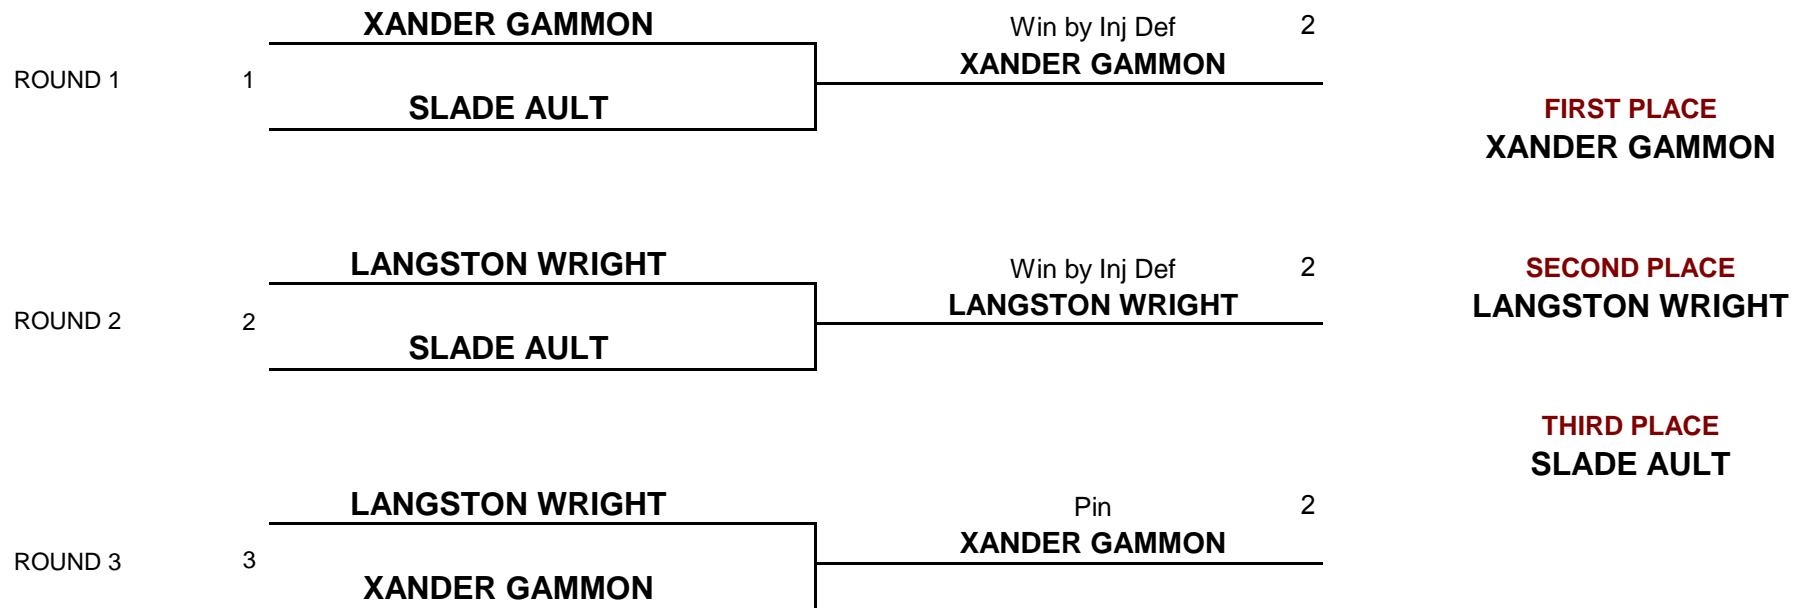 XANDER GAMMON
Win by Inj Def 2
XANDER GAMMON
ROUND 1 1
SLADE AULT
FIRST PLACE
XANDER GAMMON
LANGSTON WRIGHT
Win by Inj Def 2
LANGSTON WRIGHT
ROUND 2 2
SLADE AULT
SECOND PLACE
LANGSTON WRIGHT
THIRD PLACE
SLADE AULT
LANGSTON WRIGHT
Pin 2
XANDER GAMMON
ROUND 3 3
XANDER GAMMON